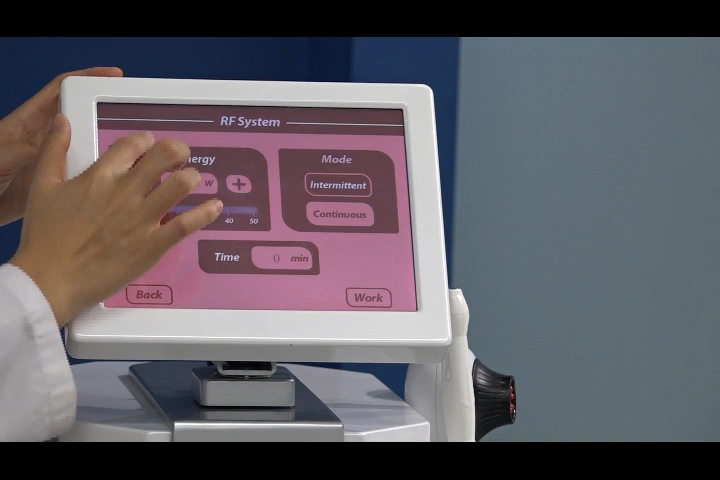 RF System
nergy
W
+
40 50
Mode
Intermittent
Continuous
Time 0 min
Back
Work